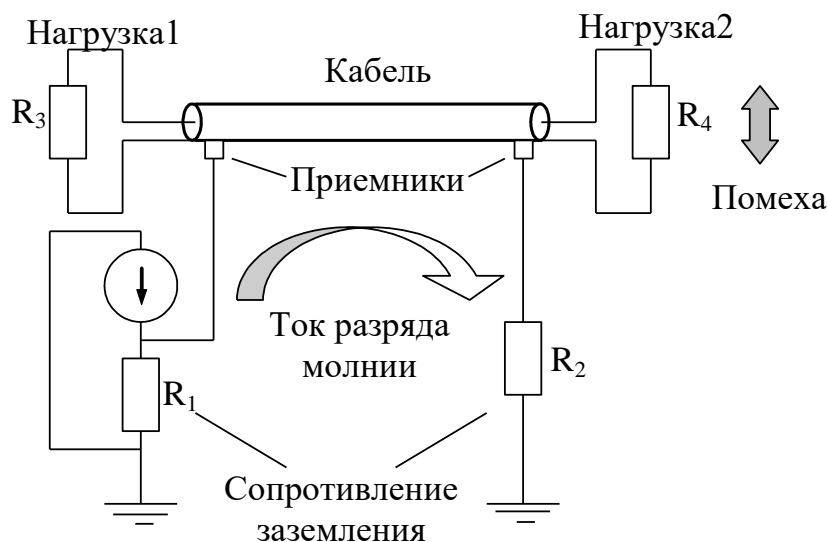 Нагрузка1
Нагрузка2
Кабель
R3
R4
Приемники
Помеха
Ток разряда
молнии
R1
R2
Сопротивление
заземления